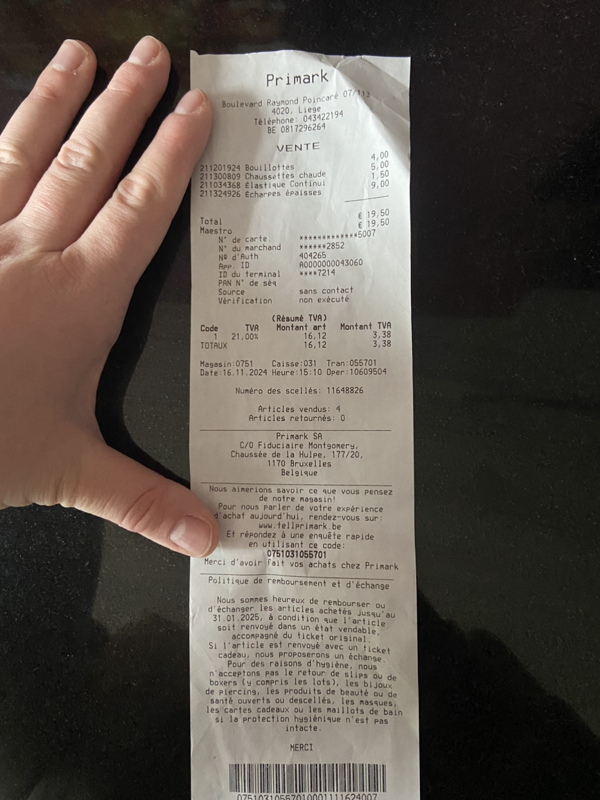 Primark
Boulevard Raymond Poincaré 07/113
4020, Liege
Téléphone: 043422194
BE 0817296264
VENTE
211201924 Bouillottes 4,00
211300809 Chaussettes chaude 5,00
211034368 Élastique Continui 1,50
211324926 Écharpes épaisses 9,00
Total € 19,50
Maestro € 19,50
N° de carte *************5007
N° du marchand ******2852
Nº d'Auth 404265
App. ID A0000000043060
ID du terminal ****7214
PAN N° de séq
Source sans contact
Vérification non exécuté
(Résumé TVA)
Code TVA Montant art Montant TVA
1 21,00% 16,12 3,38
TOTAUX 16,12 3,38
Magasin:0751 Caisse:031 Tran:055701
Date:16.11.2024 Heure:15:10 Oper:10609504
Numéro des scellés: 11648826
Articles vendus: 4
Articles retournés: 0
Primark SA
C/O Fiduciaire Montgomery,
Chaussée de la Hulpe, 177/20,
1170 Bruxelles
Belgique
Nous aimerions savoir ce que vous pensez
de notre magasin!
Pour nous parler de votre expérience
d'achat aujourd'hui, rendez-vous sur:
www.tellprimark.be
Et répondez à une enquête rapide
en utilisant ce code:
0751031055701
Merci d'avoir fait vos achats chez Primark
Politique de remboursement et d'échange
Nous sommes heureux de rembourser ou
d'échanger les articles achetés jusqu'au
31.01.2025, à condition que l'article
soit renvoyé dans un état vendable,
accompagné du ticket original.
Si l'article est renvoyé avec un ticket
cadeau, nous proposerons un échange.
Pour des raisons d'hygiène, nous
n'acceptons pas le retour de slips ou de
boxers (y compris les lots), les bijoux
de piercing, les produits de beauté ou de
santé ouverts ou descellés, les masques,
les cartes cadeaux ou les maillots de bain
si la protection hygiénique n'est pas
intacte.
MERCI
07510310557010001111624007